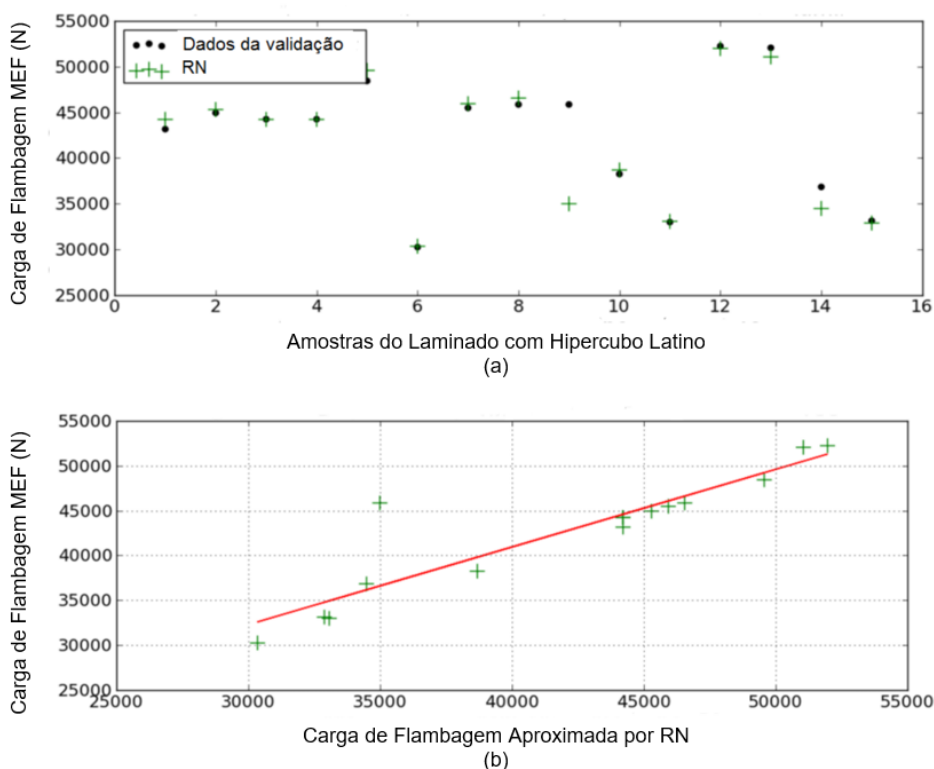 Carga de Flambagem MEF (N)
55000
50000
45000
40000
35000
30000
25000
Dados da validação
RN
0 2 4 6 8 10 12 14 16
Amostras do Laminado com Hipercubo Latino
(a)
Carga de Flambagem MEF (N)
55000
50000
45000
40000
35000
30000
25000
25000 30000 35000 40000 45000 50000 55000
Carga de Flambagem Aproximada por RN
(b)